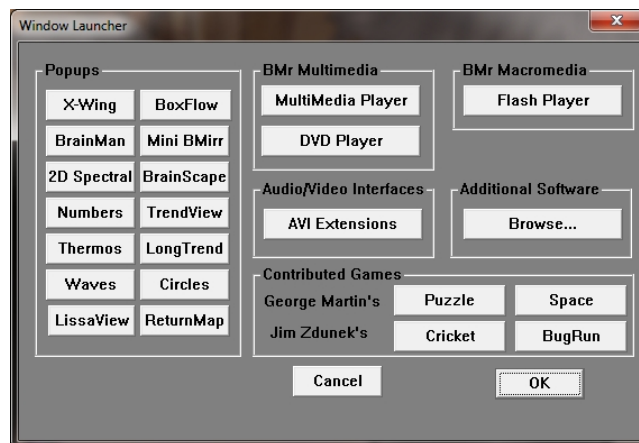 Window Launcher
Popups
X-Wing BoxFlow
BrainMan Mini BMirr
2D Spectral BrainScape
Numbers TrendView
Thermos LongTrend
Waves Circles
LissaView ReturnMap
BMr Multimedia
MultiMedia Player
DVD Player
BMr Macromedia
Flash Player
Audio/Video Interfaces
AVI Extensions
Additional Software
Browse...
Contributed Games
George Martin's Puzzle Space
Jim Zdunek's Cricket BugRun
Cancel OK